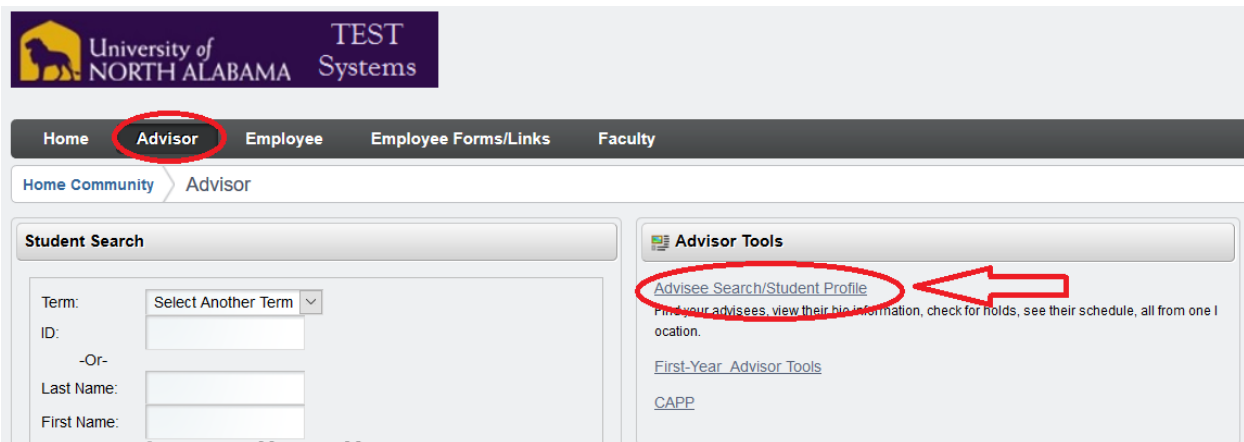 University of
NORTH ALABAMA
TEST
Systems
Home Advisor Employee Employee Forms/Links Faculty
Home Community Advisor
Student Search
Term: Select Another Term
ID:
-Or-
Last Name:
First Name:
Advisor Tools
Advisee Search/Student Profile
Find your advisees, view their bio information, check for holds, see their schedule, all from one l
ocation.
First-Year Advisor Tools
CAPP